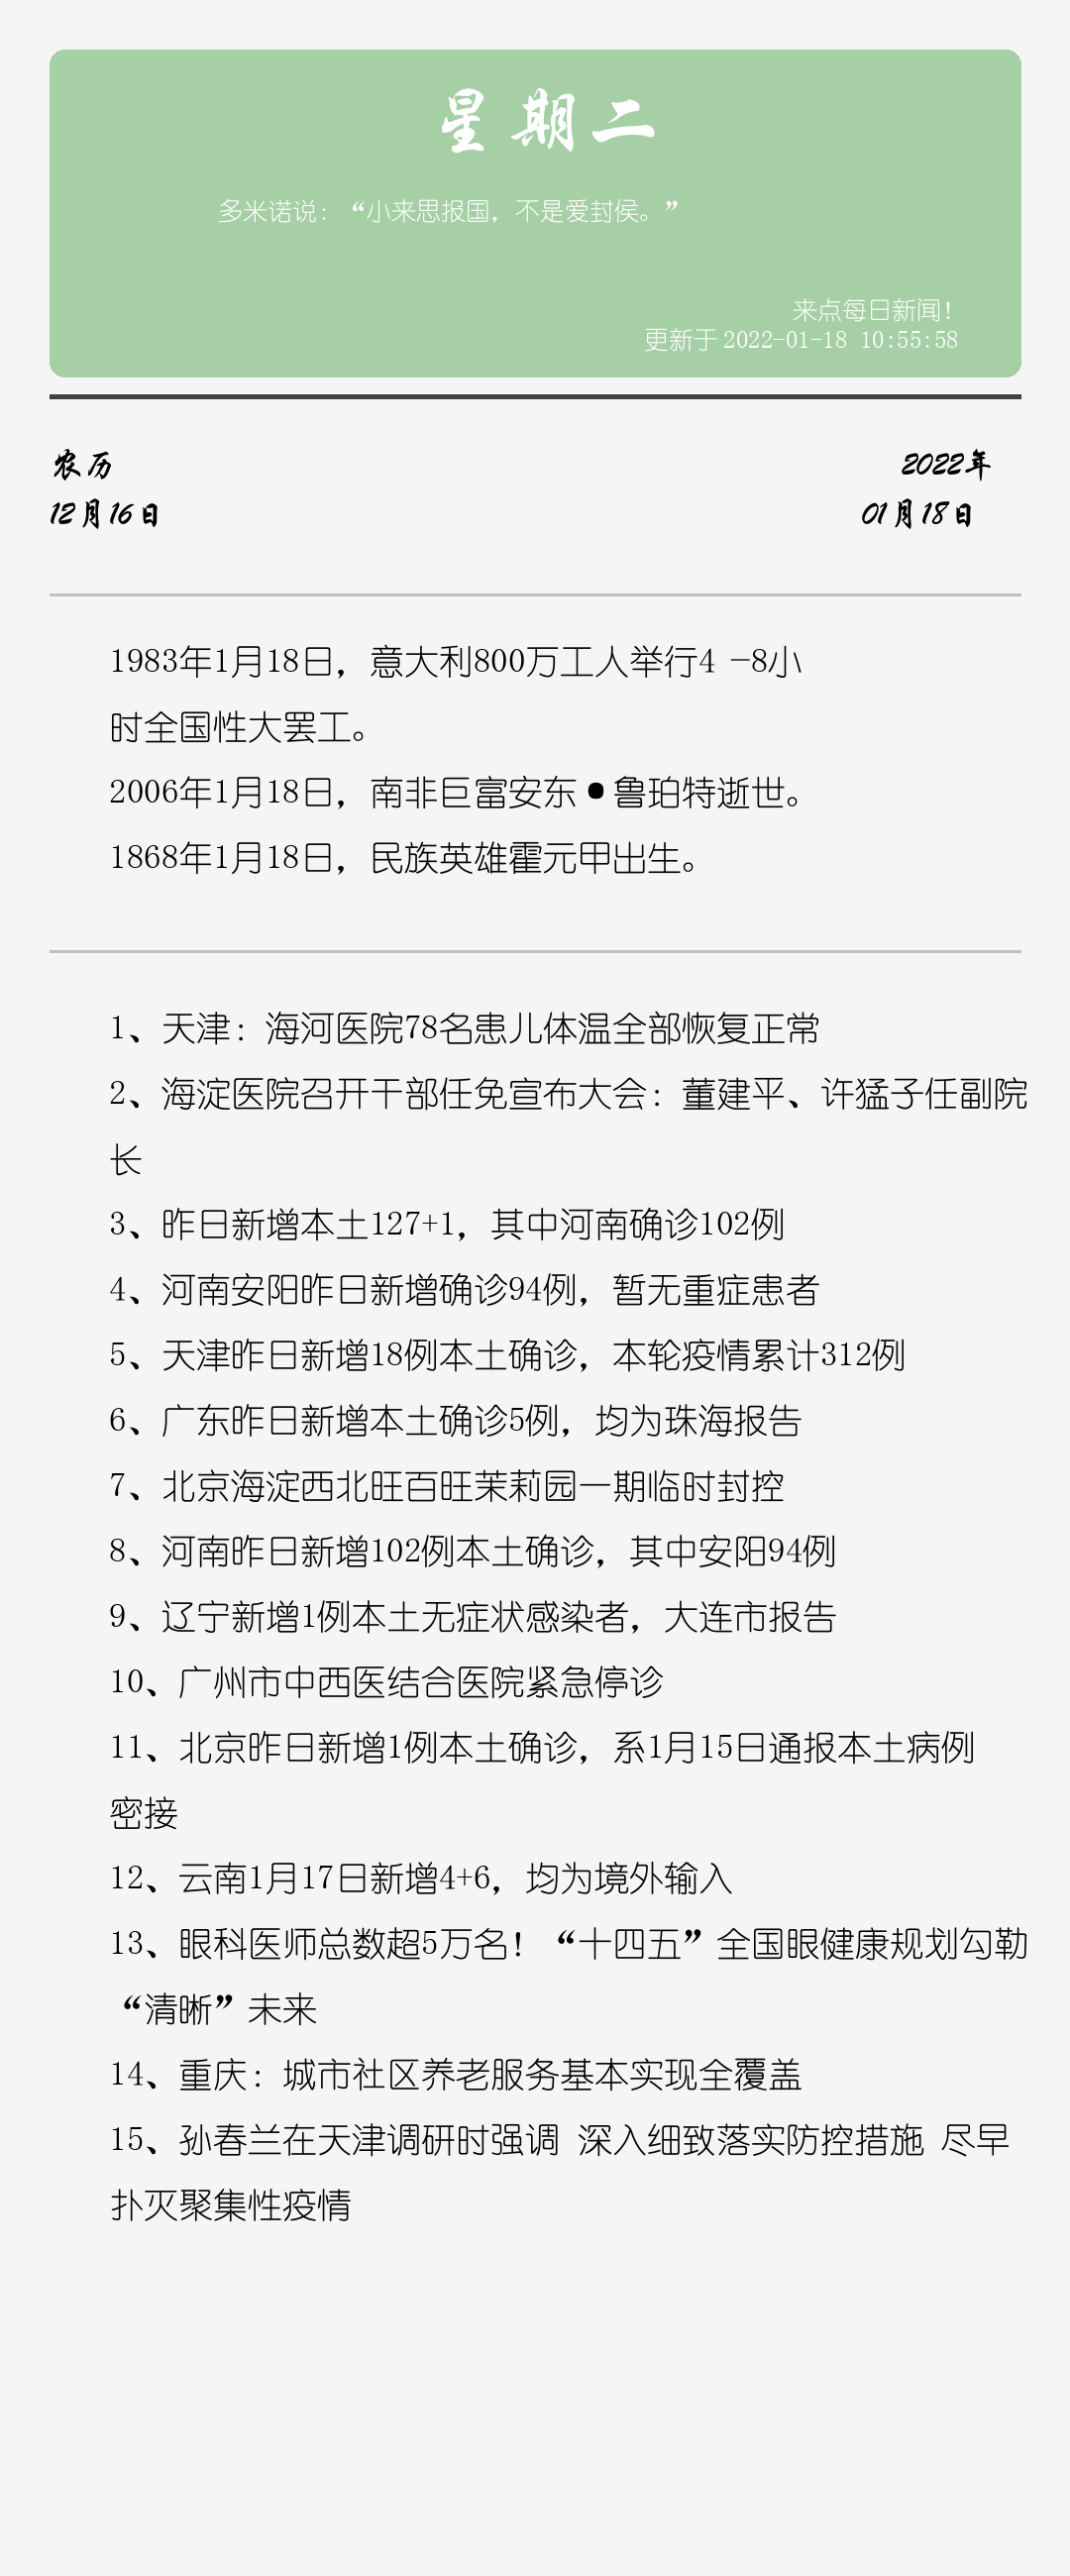 星期二
多米诺说：“小来思报国，不是爱封侯。”
来点每日新闻！
更新于2022-01-18 10:55:58
农历
2022年
12月16日
01月18日
1983年1月18日，意大利800万工人举行4 -8小
时全国性大罢工。
2006年1月18日，南非巨富安东•鲁珀特逝世。
1868年1月18日，民族英雄霍元甲出生。
1、天津：海河医院78名患儿体温全部恢复正常
2、海淀医院召开干部任免宣布大会：董建平、许猛子任副院
长
3、昨日新增本土127+1，其中河南确诊102例
4、河南安阳昨日新增确诊94例，暂无重症患者
5、天津昨日新增18例本土确诊，本轮疫情累计312例
6、广东昨日新增本土确诊5例，均为珠海报告
7、北京海淀西北旺百旺茉莉园一期临时封控
8、河南昨日新增102例本土确诊，其中安阳94例
9、辽宁新增1例本土无症状感染者，大连市报告
10、广州市中西医结合医院紧急停诊
11、北京昨日新增1例本土确诊，系1月15日通报本土病例
密接
12、云南1月17日新增4+6，均为境外输入
13、眼科医师总数超5万名！“十四五”全国眼健康规划勾勒
“清晰”未来
14、重庆：城市社区养老服务基本实现全覆盖
15、孙春兰在天津调研时强调 深入细致落实防控措施 尽早
扑灭聚集性疫情